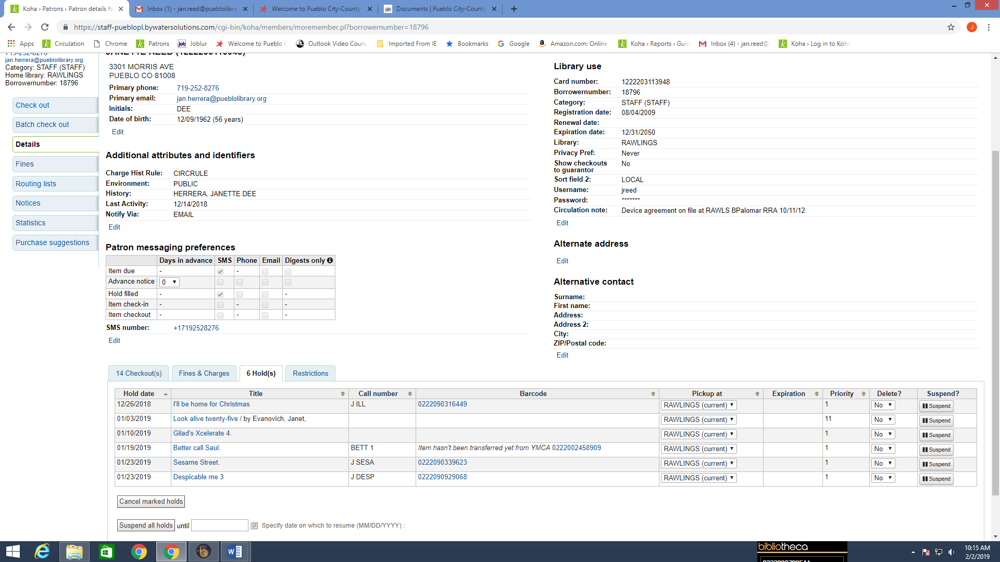 Koha › Patrons › Patron details fo
Inbox (1) - jan.reed@pueblolibra
Welcome to Pueblo City-County
Documents | Pueblo City-County
https://staff-pueblopl.bywatersolutions.com/cgi-bin/koha/members/moremember.pl?borrowernumber=18796
J
Apps
Circulation
Chrome
Patrons
Joblur
Welcome to Pueblo C
Outlook Video Cours
Imported From IE
Bookmarks
Google
Amazon.com: Online
Koha › Reports › Guid
Inbox (4) - jan.reed@
Koha › Log in to Koha
719-252-8276
jan.herrera@pueblolibrary.org
Category: STAFF (STAFF)
Home library: RAWLINGS
Borrowernumber: 18796
Check out
Batch check out
Details
Fines
Routing lists
Notices
Statistics
Purchase suggestions
JANETTE REED (1222203113948)
3301 MORRIS AVE
PUEBLO CO 81008
Primary phone: 719-252-8276
Primary email: jan.herrera@pueblolibrary.org
Initials: DEE
Date of birth: 12/09/1962 (56 years)
Edit
Additional attributes and identifiers
Charge Hist Rule: CIRCRULE
Environment: PUBLIC
History: HERRERA, JANETTE DEE
Last Activity: 12/14/2018
Notify Via: EMAIL
Edit
Patron messaging preferences
Days in advance SMS Phone Email Digests only
Item due - -
Advance notice 0
Hold filled - -
Item check-in - - -
Item checkout - - -
SMS number: +17192528276
Edit
Library use
Card number: 1222203113948
Borrowernumber: 18796
Category: STAFF (STAFF)
Registration date: 08/04/2009
Renewal date:
Expiration date: 12/31/2050
Library: RAWLINGS
Privacy Pref: Never
Show checkouts No
to guarantor
Sort field 2: LOCAL
Username: jreed
Password: *******
Circulation note: Device agreement on file at RAWLS BPalomar RRA 10/11/12
Edit
Alternate address
Edit
Alternative contact
Surname:
First name:
Address:
Address 2:
City:
ZIP/Postal code:
Edit
14 Checkout(s) Fines & Charges 6 Hold(s) Restrictions
Hold date Title Call number Barcode Pickup at Expiration Priority Delete? Suspend?
12/26/2018 I'll be home for Christmas J ILL 0222090316449 RAWLINGS (current) 1 No Suspend
01/03/2019 Look alive twenty-five / by Evanovich, Janet, RAWLINGS (current) 11 No Suspend
01/10/2019 Gilad's Xcelerate 4. RAWLINGS (current) 1 No Suspend
01/19/2019 Better call Saul. BETT 1 Item hasn't been transferred yet from YMCA 0222002458909 RAWLINGS (current) 1 No Suspend
01/23/2019 Sesame Street. J SESA 0222090339623 RAWLINGS (current) 1 No Suspend
01/23/2019 Despicable me 3 J DESP 0222090929068 RAWLINGS (current) 1 No Suspend
Cancel marked holds
Suspend all holds until Specify date on which to resume (MM/DD/YYYY) :
bibliotheca
10:15 AM
2/2/2019